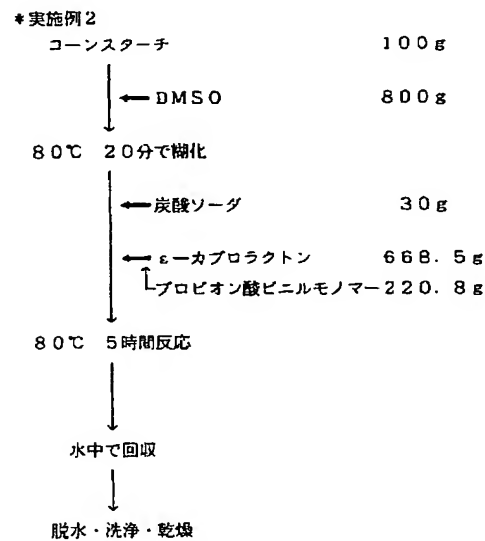 *実施例2
コーンスターチ 100g
DMSO 800g
80℃ 20分で糊化
炭酸ソーダ 30g
ε-カプロラクトン 668.5g
プロピオン酸ビニルモノマー220.8g
80℃ 5時間反応
水中で回収
脱水・洗浄・乾燥